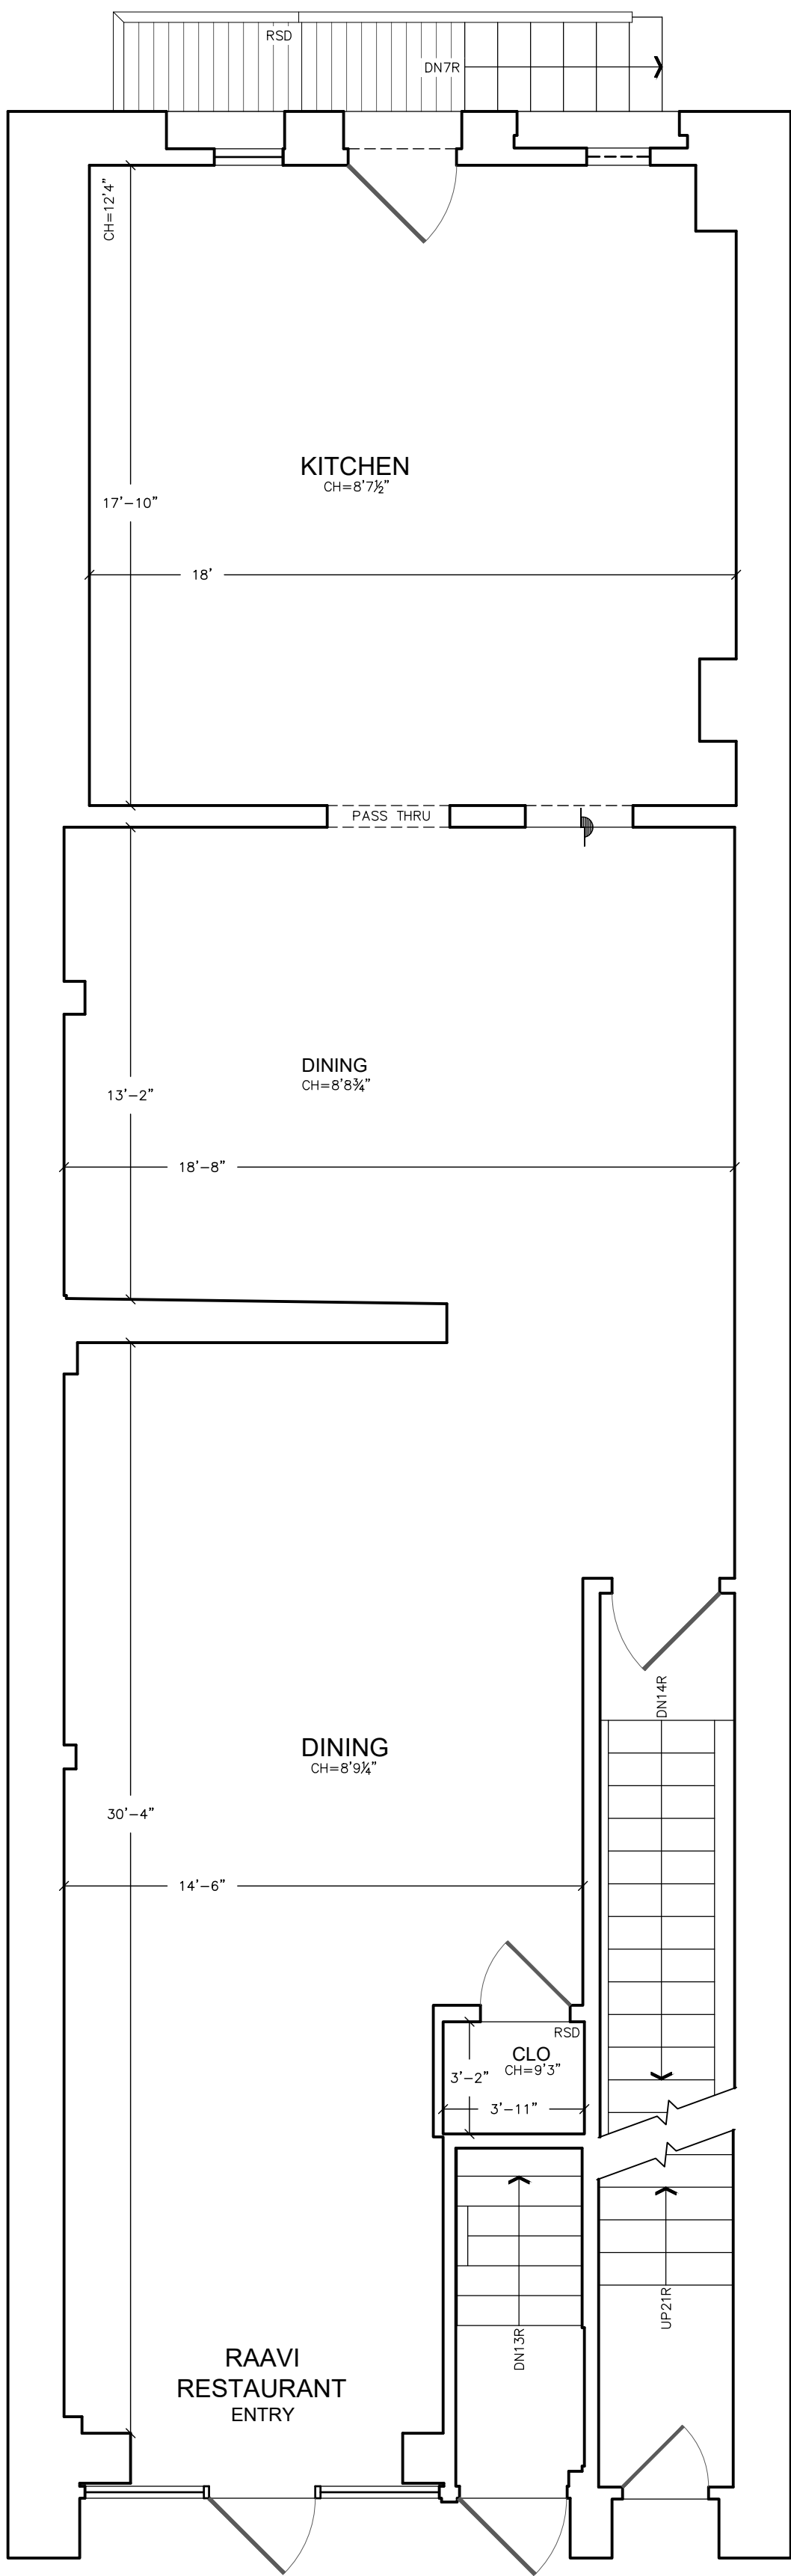 RSD
DN7R
CH=12'4"
KITCHEN
CH=8'7½"
17'-10"
18'
PASS THRU
DINING
CH=8'8¾"
13'-2"
18'-8"
DN14R
DINING
CH=8'9¼"
30'-4"
14'-6"
RSD
CLO
CH=9'3"
3'-2"
3'-11"
UP21R
DN13R
RAAVI
RESTAURANT
ENTRY